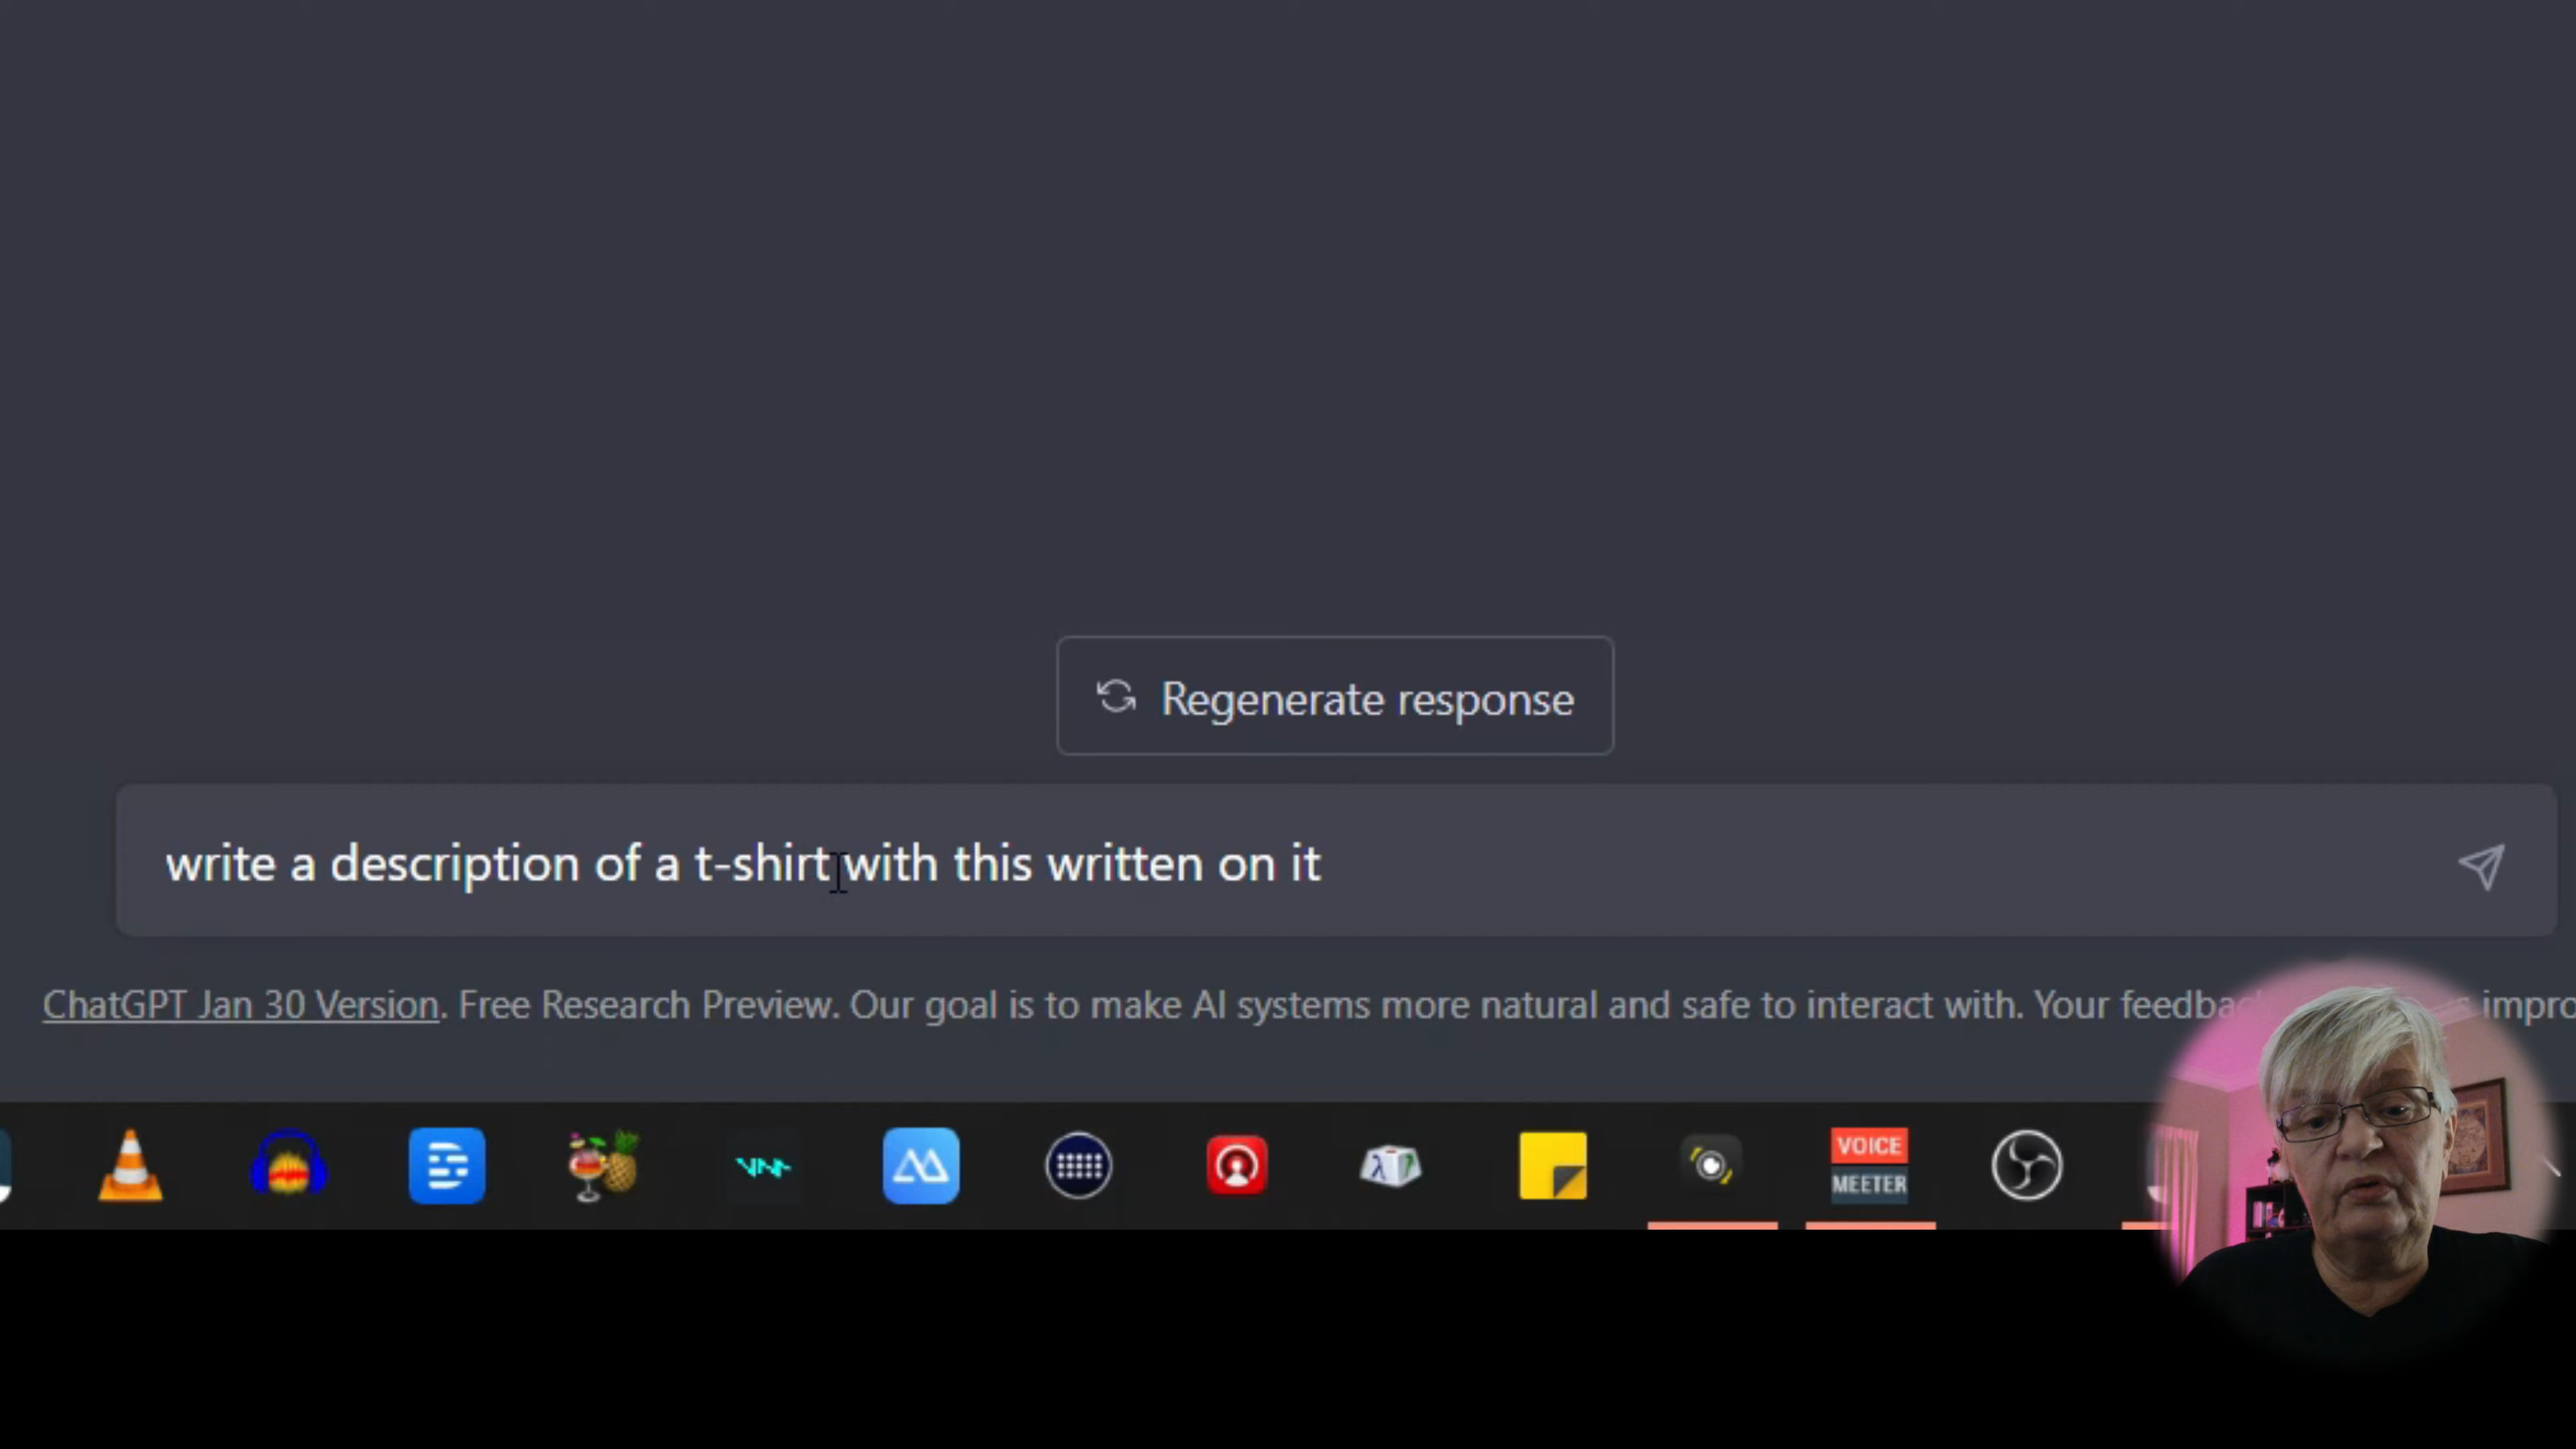 Regenerate response
write a description of a t-shirt with this written on it
ChatGPT Jan 30 Version. Free Research Preview. Our goal is to make AI systems more natural and safe to interact with. Your
VOICE
MEETER